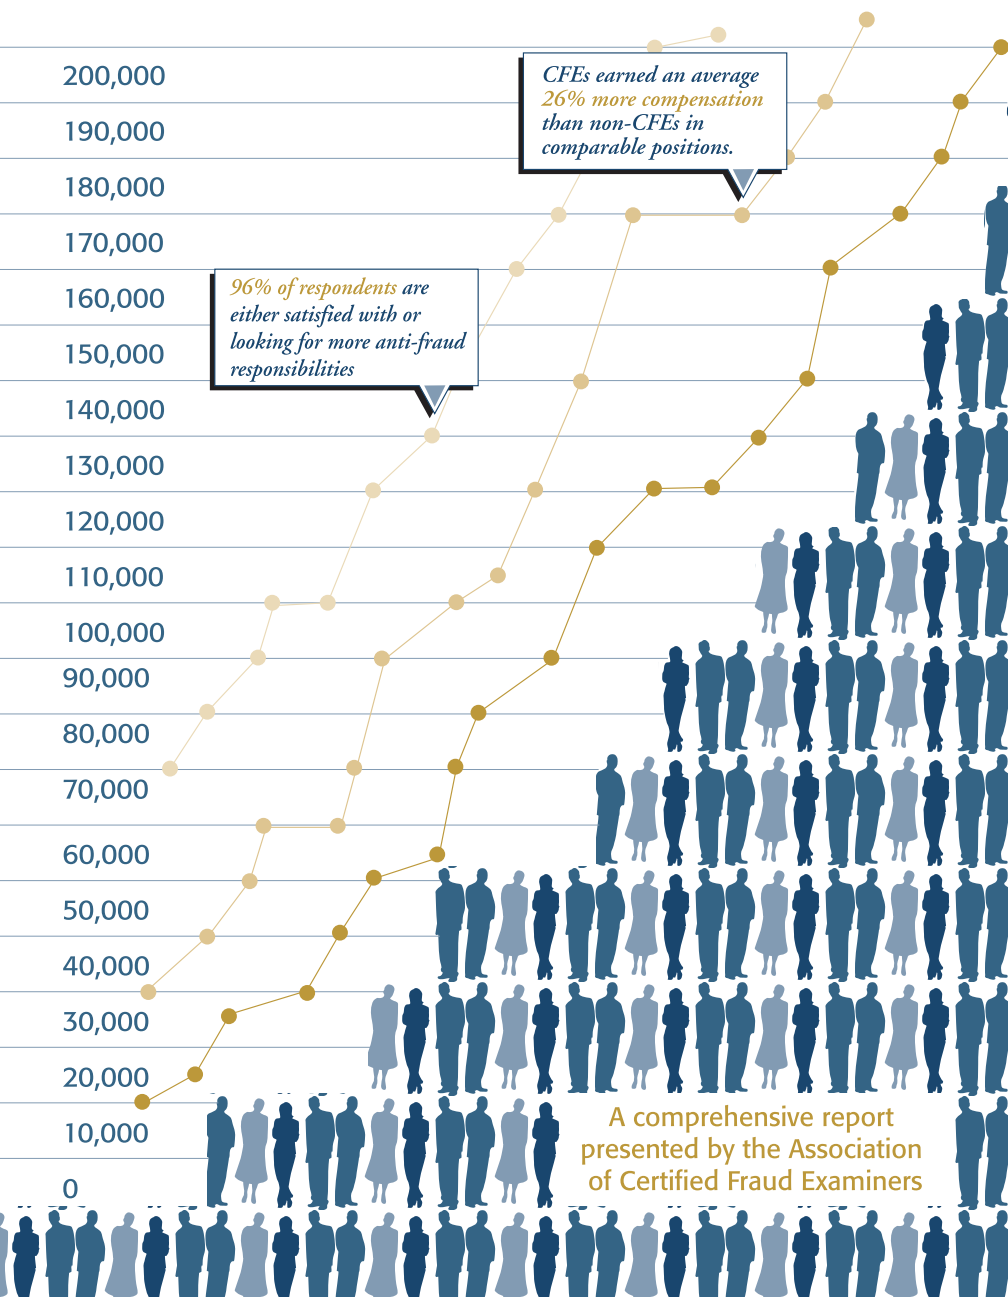 200,000
190,000
180,000
170,000
160,000
150,000
140,000
130,000
120,000
110,000
100,000
90,000
80,000
70,000
60,000
50,000
40,000
30,000
20,000
10,000
0
CFEs earned an average
26% more compensation
than non-CFEs in
comparable positions.
96% of respondents are
either satisfied with or
looking for more anti-fraud
responsibilities
A comprehensive report
presented by the Association
of Certified Fraud Examiners